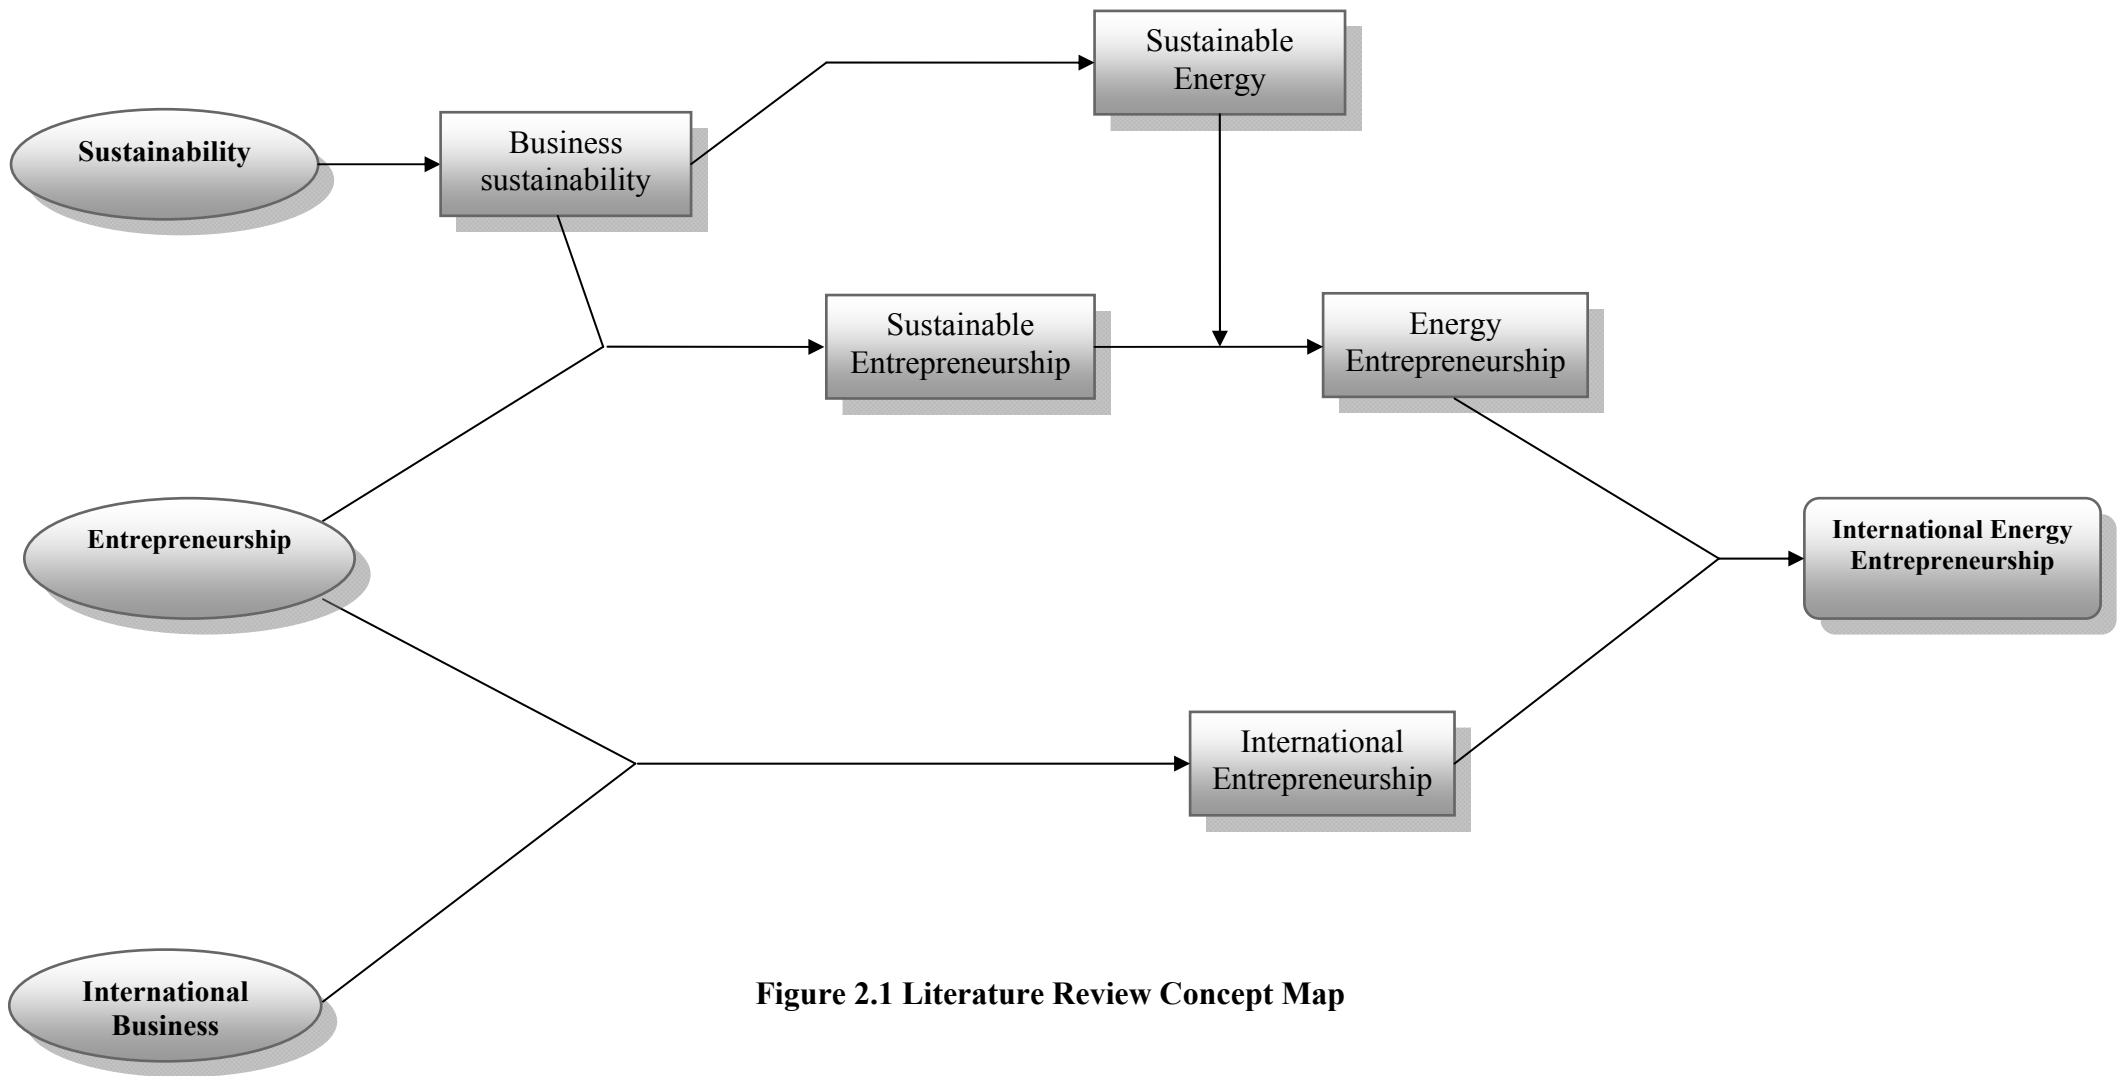 Sustainable
Energy
Sustainability
Business
sustainability
Sustainable
Entrepreneurship
Energy
Entrepreneurship
Entrepreneurship
International Energy
Entrepreneurship
International
Entrepreneurship
International
Business
Figure 2.1 Literature Review Concept Map